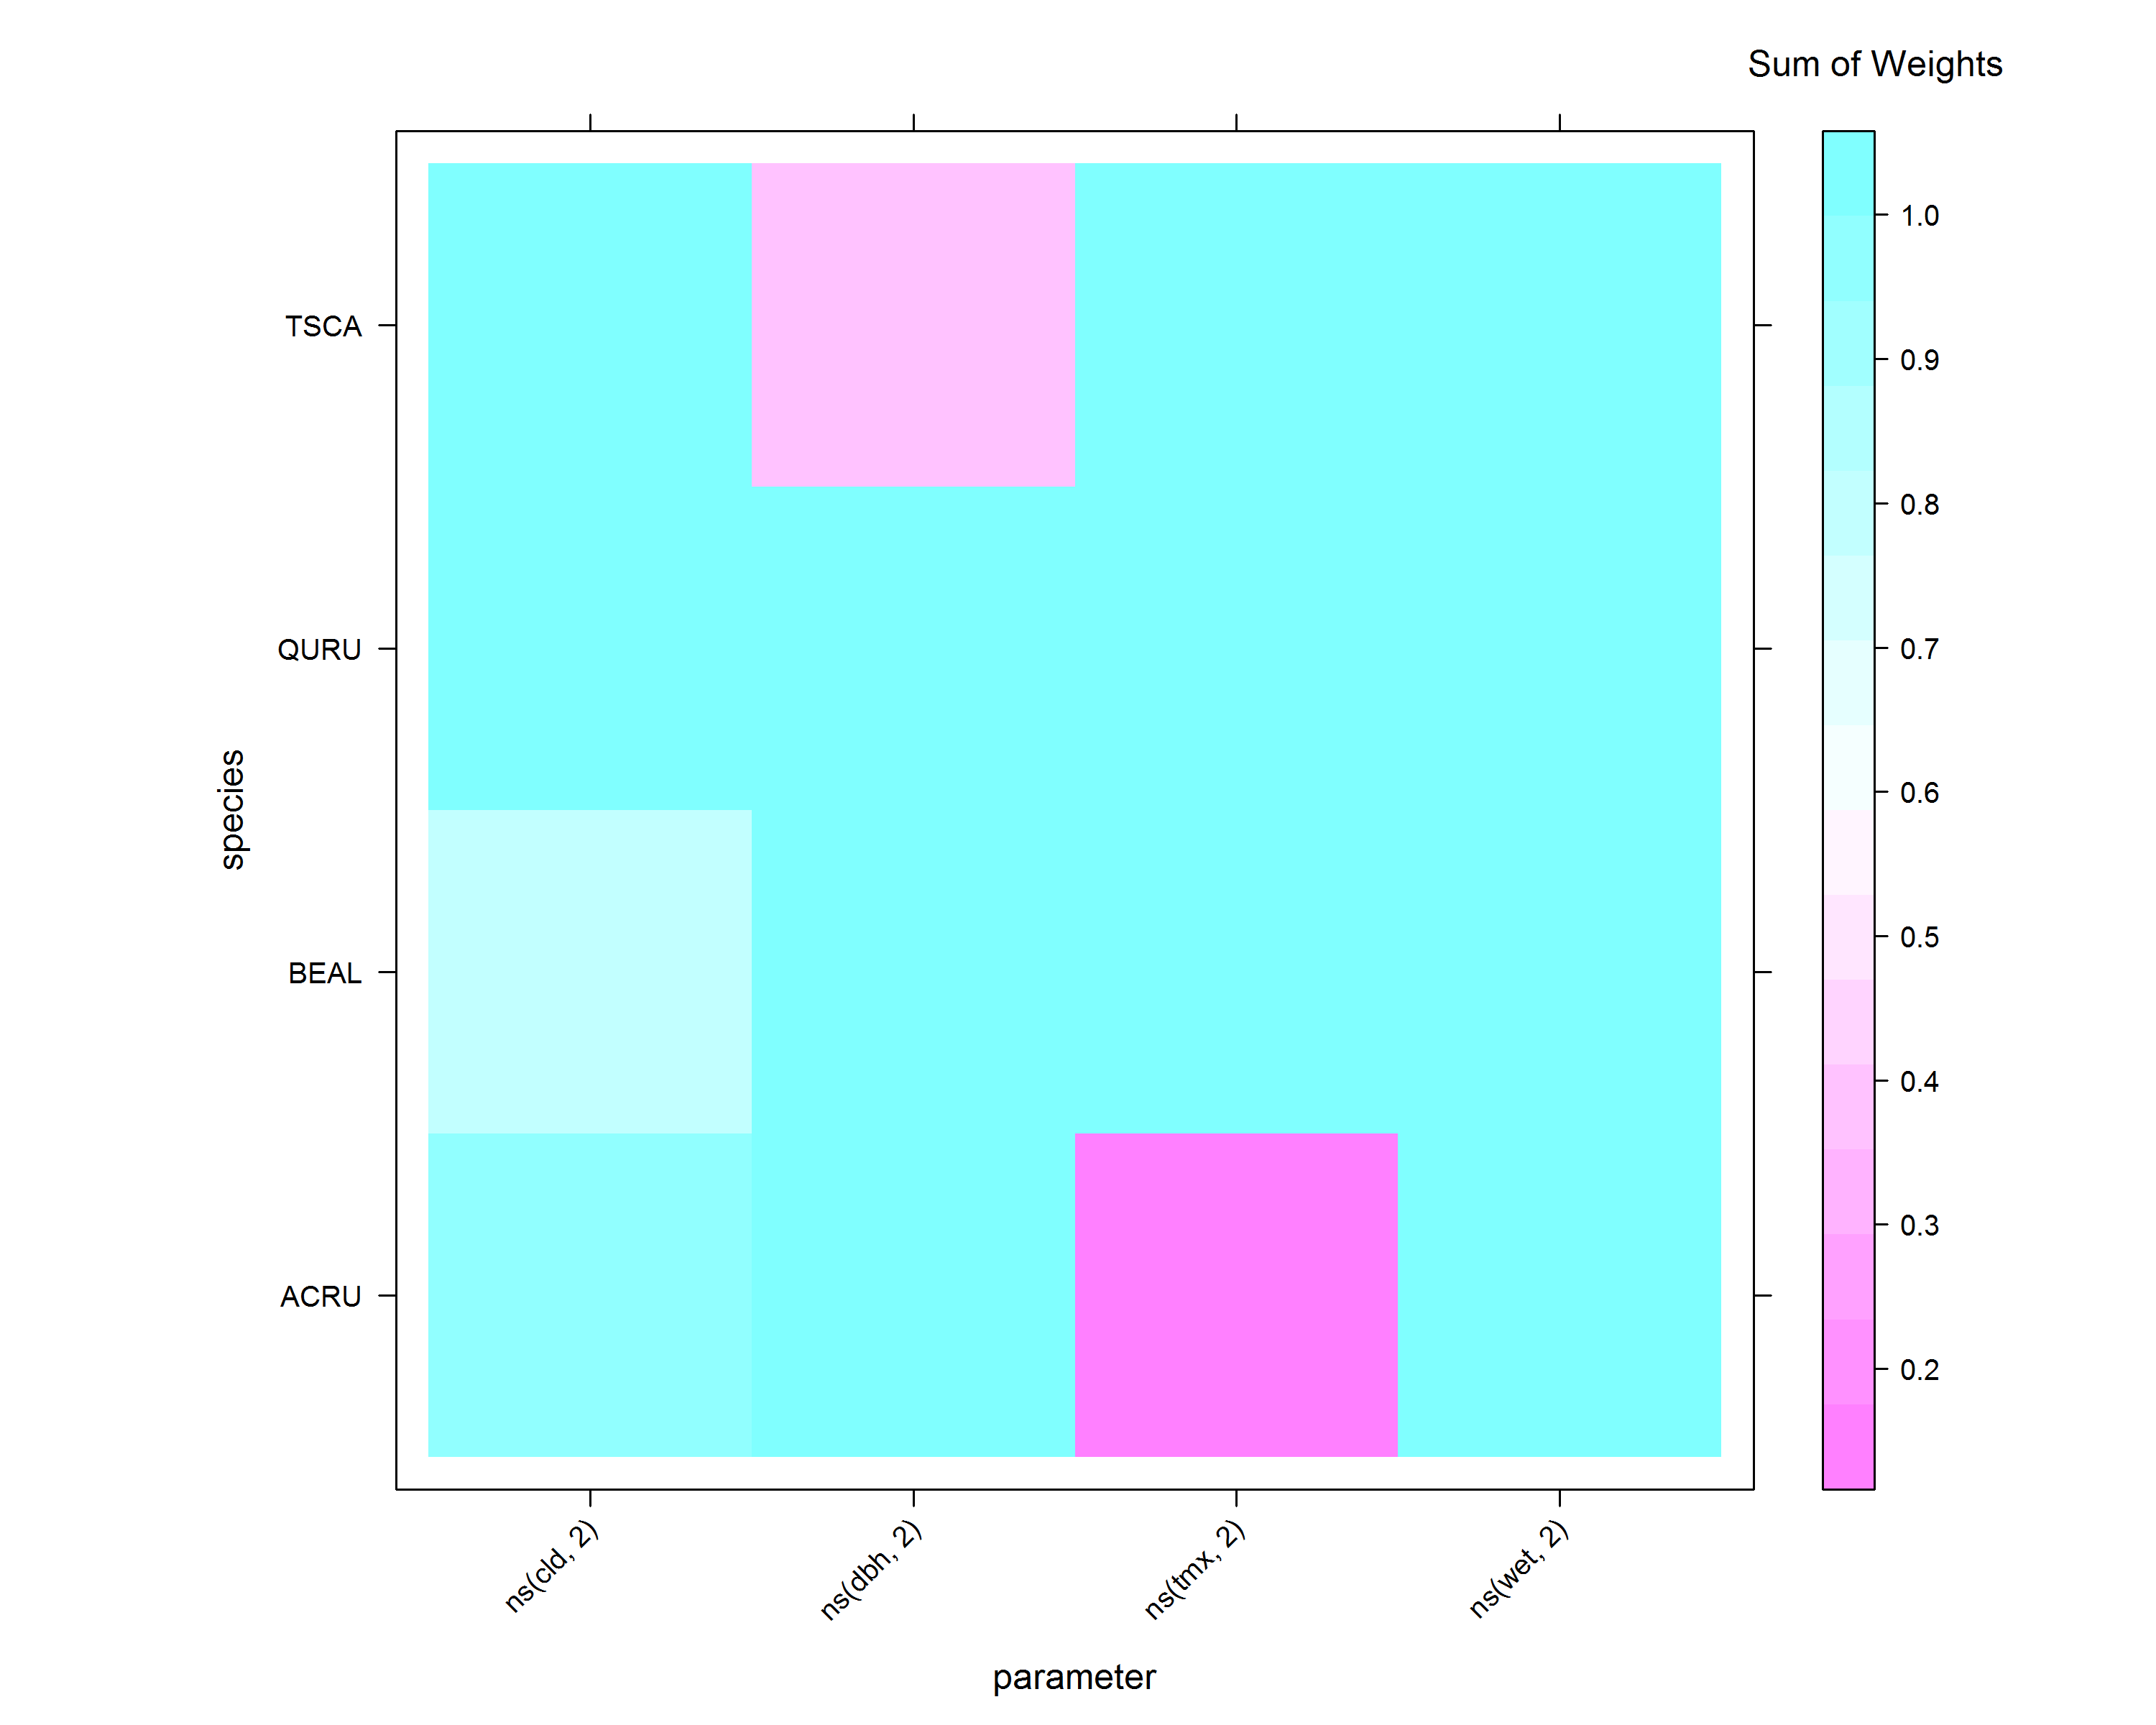 Sum of Weights
1.0
0.9
0.8
0.7
0.6
0.5
0.4
0.3
0.2
species
TSCA
QURU
BEAL
ACRU
ns(cld, 2)
ns(dbh, 2)
ns(tmx, 2)
ns(wet, 2)
parameter